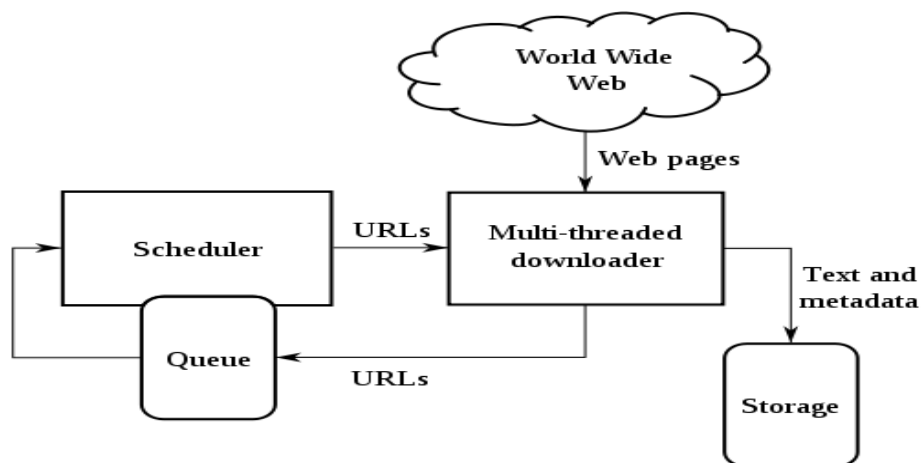 World Wide
Web
Web pages
Scheduler
URLs
Multi-threaded
downloader
Text and
metadata
Queue
URLs
Storage